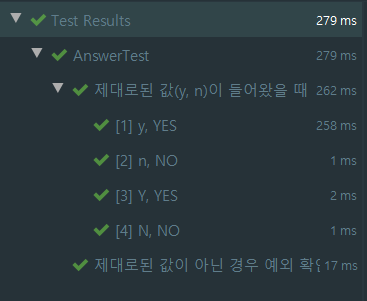 Test Results 279 ms
AnswerTest 279 ms
제대로된 값(y, n)이 들어왔을 때 262 ms
[1] y, YES 258 ms
[2] n, NO 1 ms
[3] Y, YES 2 ms
[4] N, NO 1 ms
제대로된 값이 아닌 경우 예외 확 17 ms